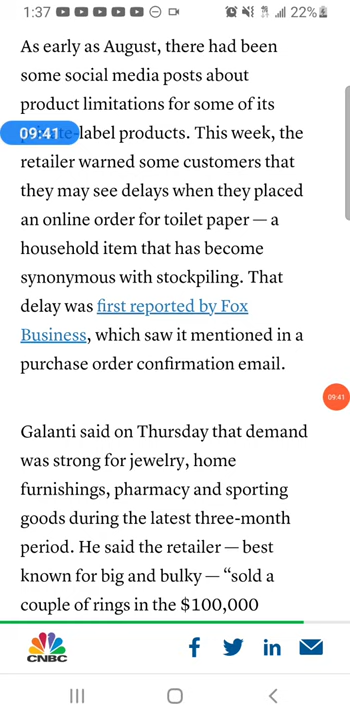 1:37 22%
As early as August, there had been
some social media posts about
product limitations for some of its
09:41 -label products. This week, the
retailer warned some customers that
they may see delays when they placed
an online order for toilet paper — a
household item that has become
synonymous with stockpiling. That
delay was first reported by Fox
Business, which saw it mentioned in a
purchase order confirmation email.
09:41
Galanti said on Thursday that demand
was strong for jewelry, home
furnishings, pharmacy and sporting
goods during the latest three-month
period. He said the retailer — best
known for big and bulky — “sold a
couple of rings in the $100,000
CNBC